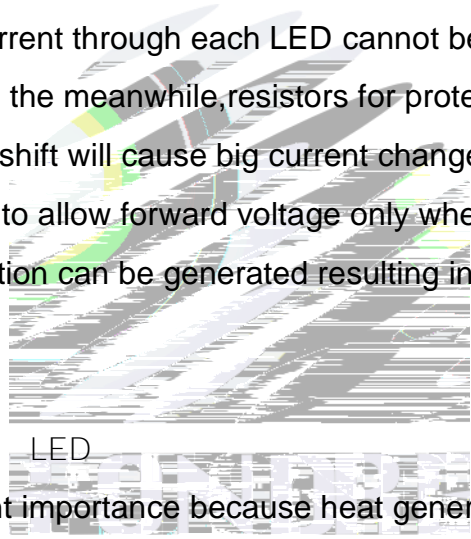 rrent through each LED cannot be
the meanwhile,resistors for prote
shift will cause big current change
to allow forward voltage only whe
tion can be generated resulting in
LED
nt importance because heat gener